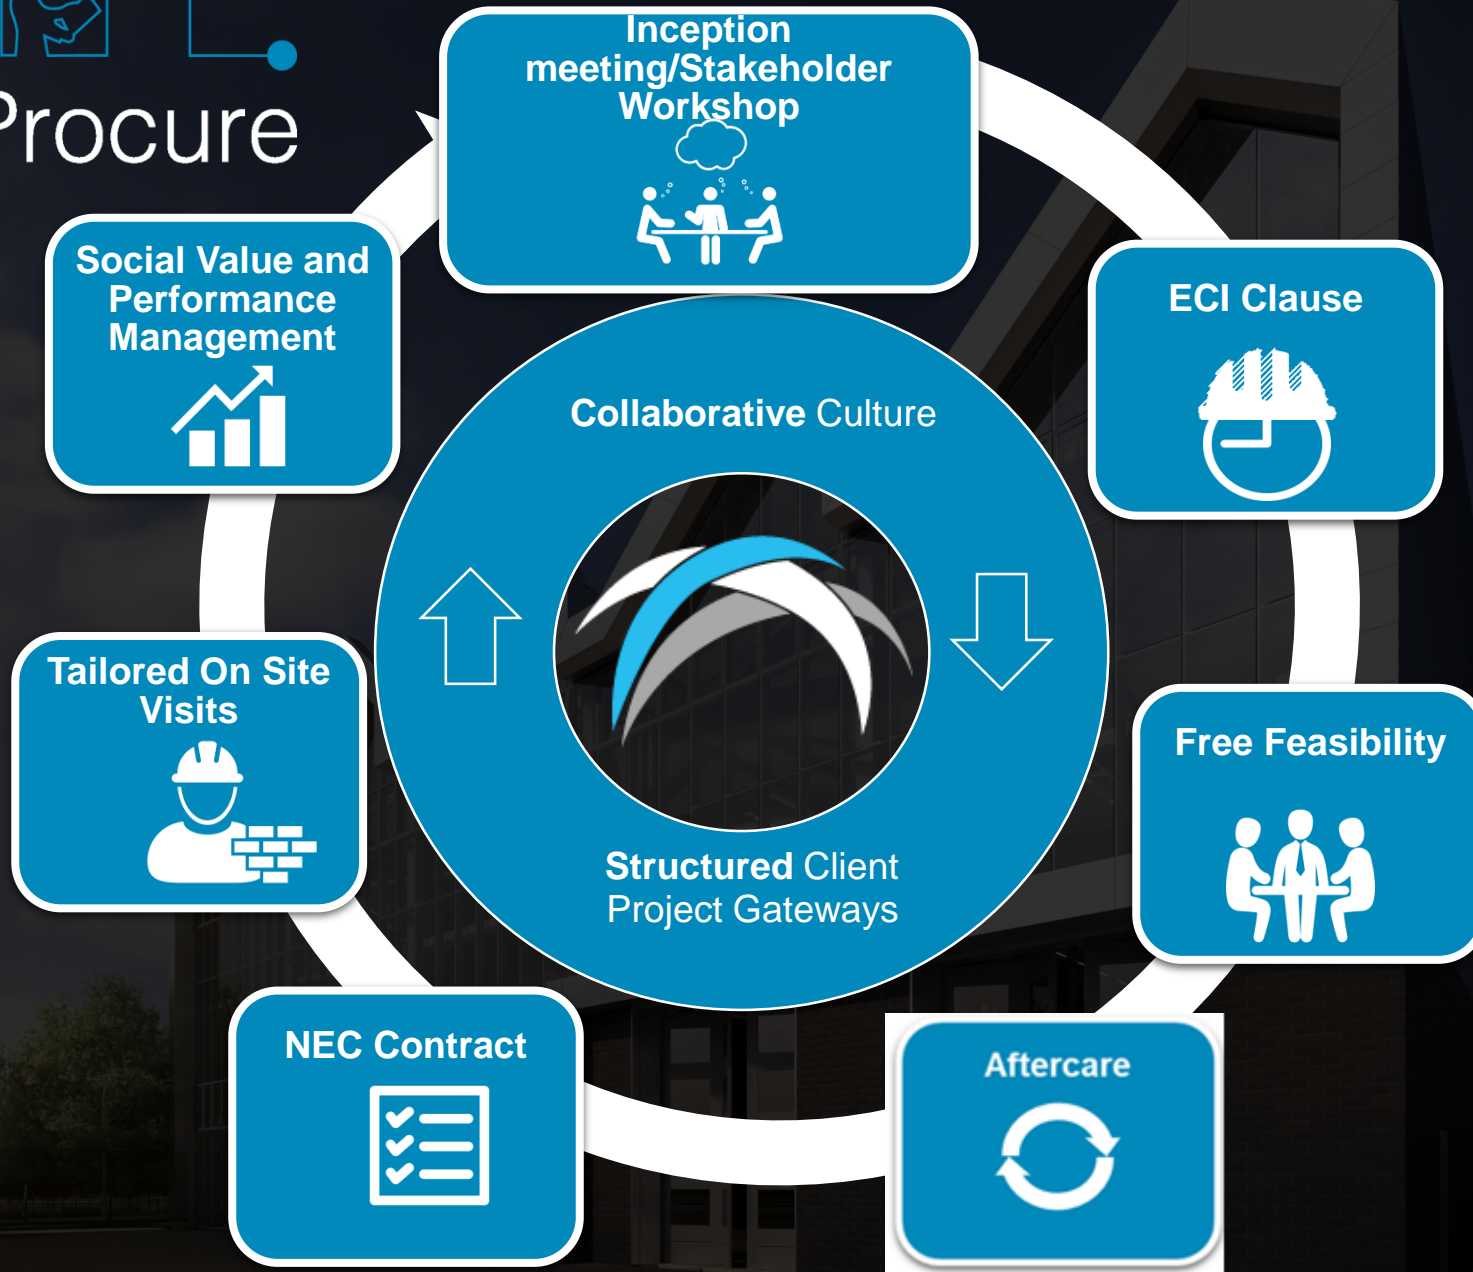 Procure
Inception
meeting/Stakeholder
Workshop
Social Value and
Performance
Management
ECI Clause
Collaborative Culture
Tailored On Site
Visits
Free Feasibility
Structured Client
Project Gateways
NEC Contract
Aftercare